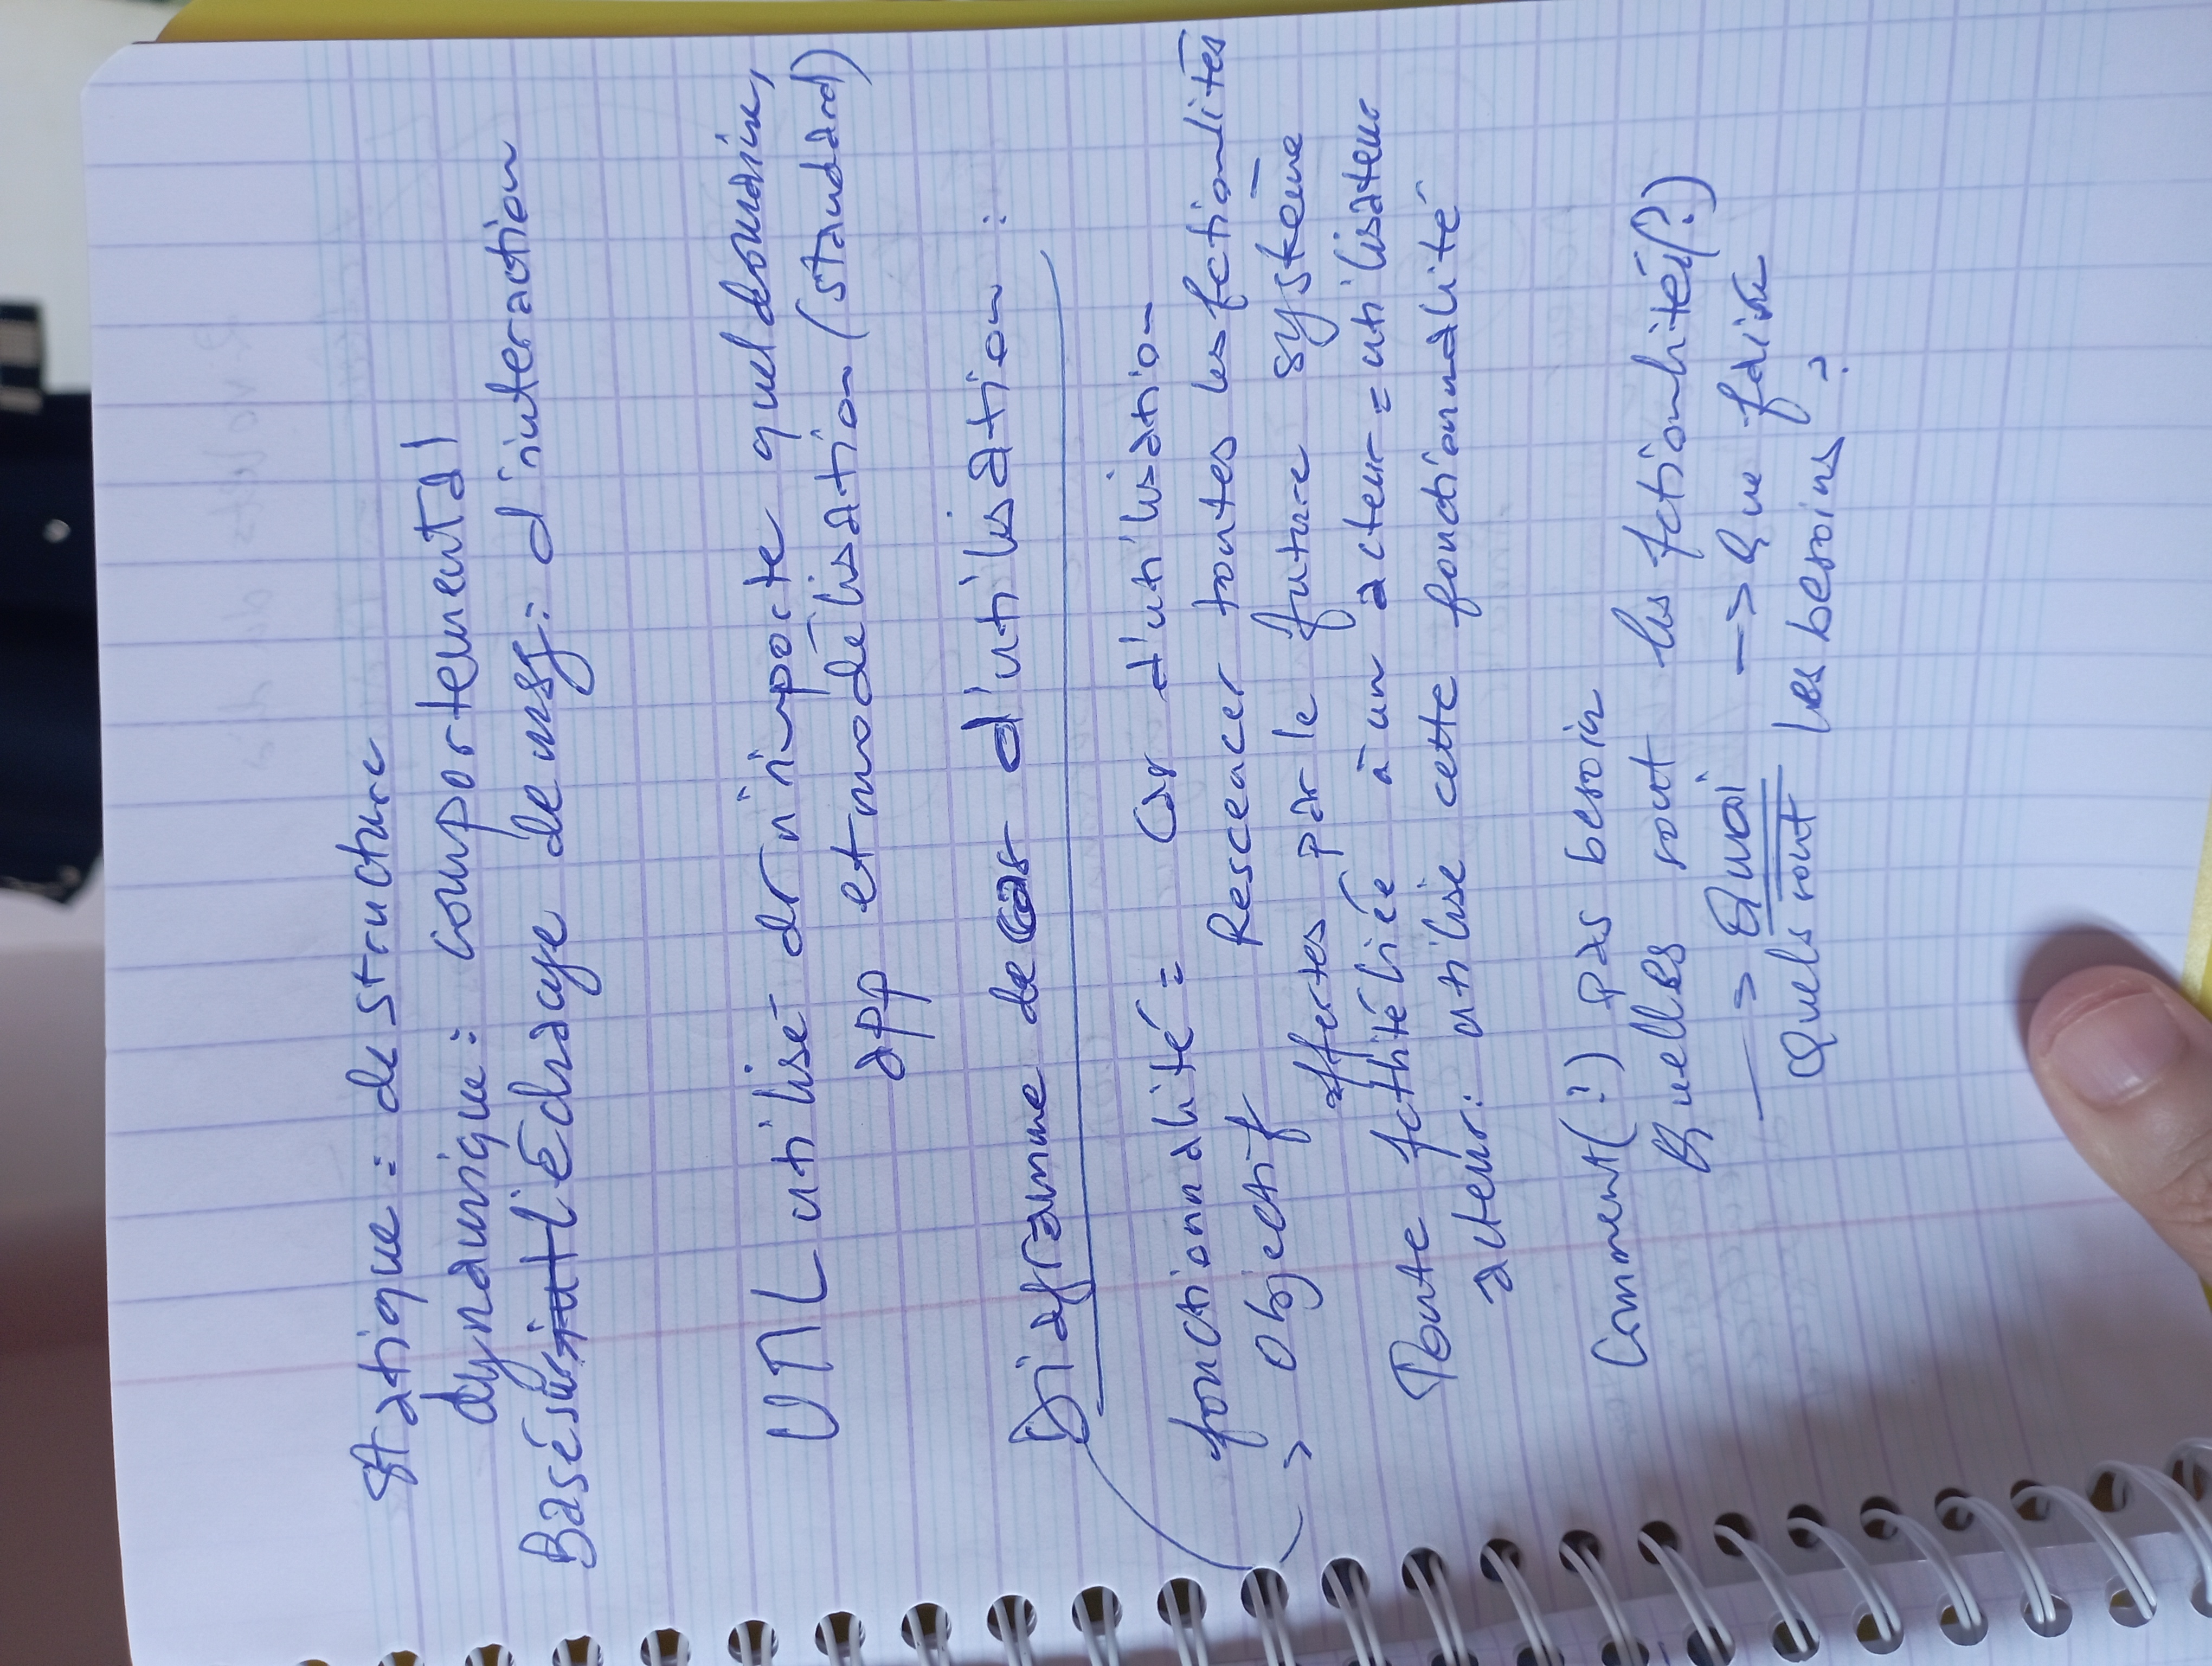 statique : de structure
dynamique : comportemental
Basé sur l'échange de msg : d'interaction
UML utilisé ds n'importe quel domaine,
app et modélisation (standard)
Diagramme de cas d'utilisation :
fonctionnalité = Cas d'utilisation
> Objectif Resceacer toutes les fctionlités
offertes par le future système
Toute fctlité liée à un acteur = utilisateur
acteur : utilise cette fonctionnalité
Comment (?) pas besoin
Quelles sont les fctionlités (?)
—> Quoi —> Que faire
Quels sont les besoins ?